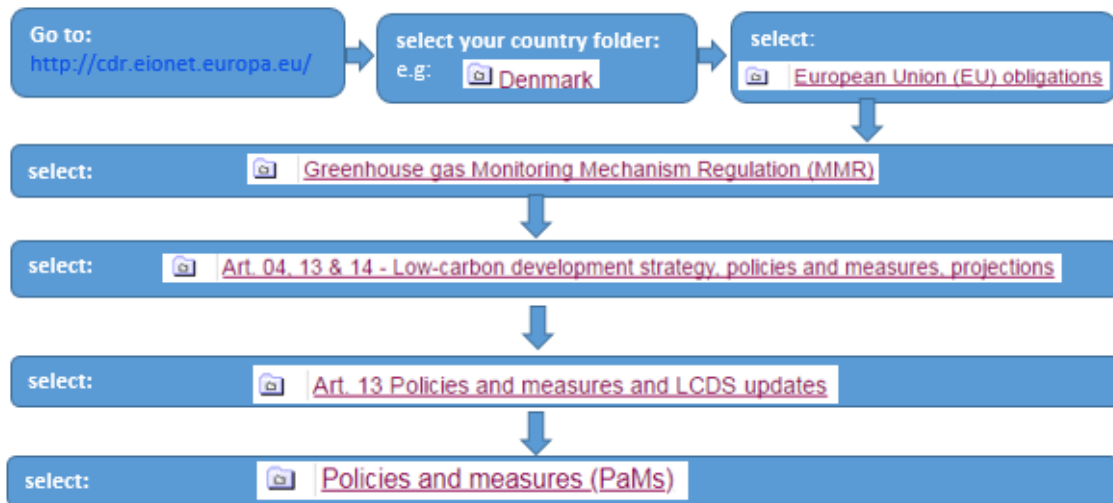 Go to:
http://cdr.eionet.europa.eu/
select your country folder:
e.g: Denmark
select:
European Union (EU) obligations
select: Greenhouse gas Monitoring Mechanism Regulation (MMR)
select: Art. 04, 13 & 14 - Low-carbon development strategy, policies and measures, projections
select: Art. 13 Policies and measures and LCDS updates
select: Policies and measures (PaMs)